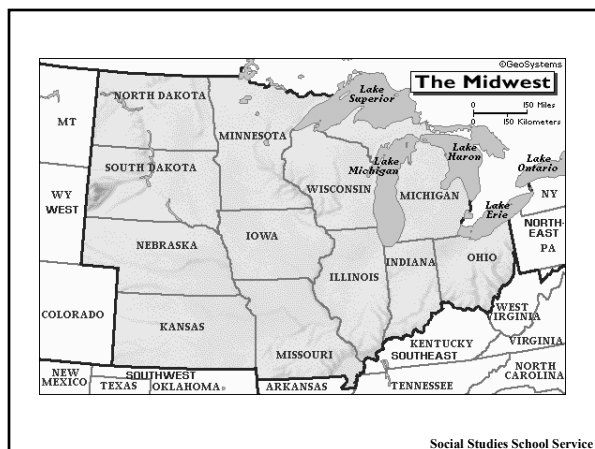 ©GeoSystems
The Midwest
Lake
Superior
150 Miles
0
0 150 Kilometers
NORTH DAKOTA
MT
MINNESOTA
Lake
Huron
Lake
Michigan
Lake
Ontario
SOUTH DAKOTA
WISCONSIN
MICHIGAN
WY
WEST
NY
Lake
Erie
NORTH-
EAST
PA
NEBRASKA
IOWA
ILLINOIS
INDIANA
OHIO
COLORADO
KANSAS
MISSOURI
WEST
VIRGINIA
KENTUCKY
VIRGINIA
SOUTHEAST
NEW
MEXICO
SOUTHWEST
TEXAS
OKLAHOMA
ARKANSAS
TENNESSEE
NORTH
CAROLINA
Social Studies School Service